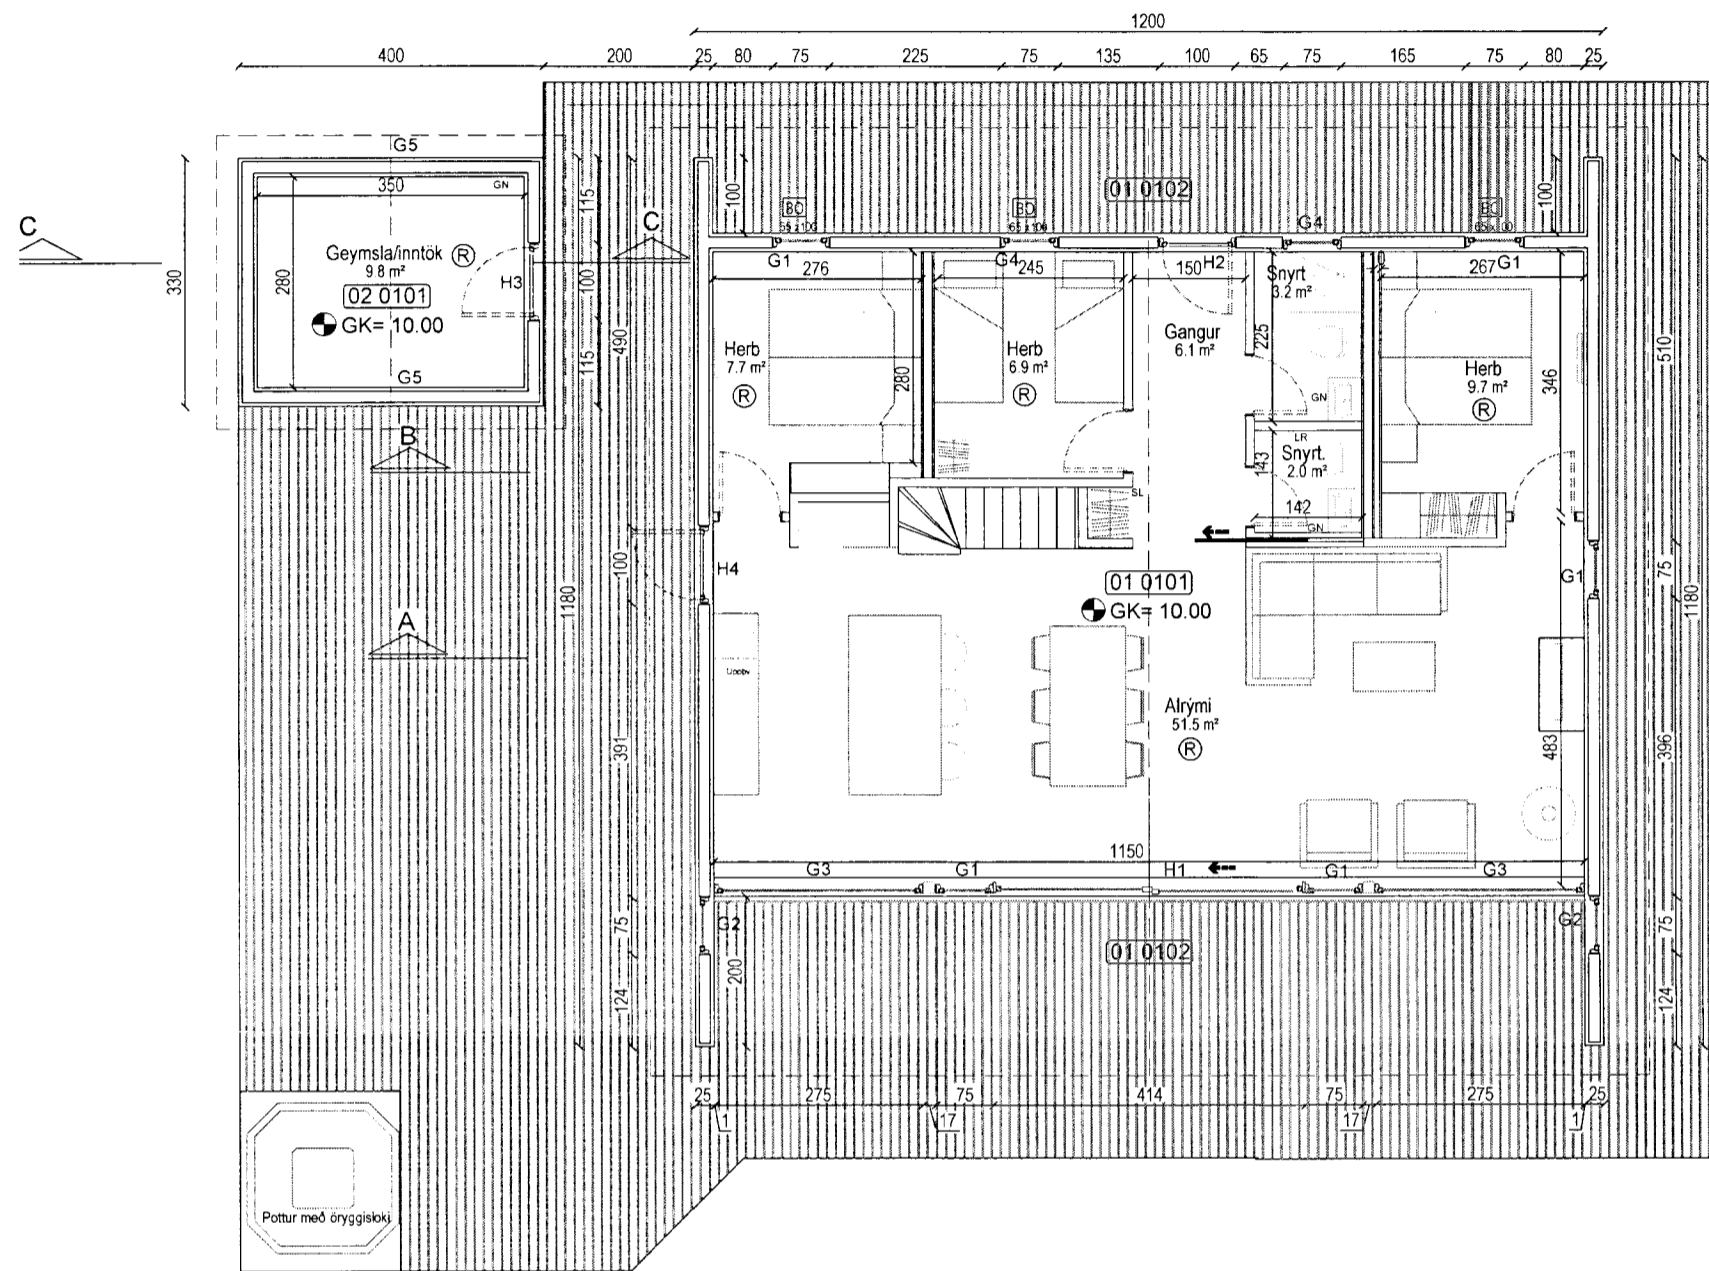 1200
400 200 25 80 75 225 75 135 100 65 75 165 75 80 25
G5
350 GN
C
Geymsla/inntök R
9.8 m²
02 0101
GK= 10.00
280
H3
G5
330
115
100
115
490
1180
C
100
01 0102
100
BO
BO
65 x 100
G4
G1
276
G4
245
150
H2
Snyrt
3.2 m²
267
G1
Herb
7.7 m²
R
280
Herb
6.9 m²
R
Gangur
6.1 m²
225
GN
Herb
9.7 m²
R
346
510
B
LR
Snyrt.
2.0 m²
143
142
GN
SL
A
100
H4
01 0101
GK= 10.00
G1
75
1180
391
Alrými
51.5 m²
R
483
396
1150
G3 G1 H1 G1 G3
G2
G2
75
200
01 0102
75
124
124
25 275 75 414 75 275 25
1 17 17 1
Pottur með öryggisloki